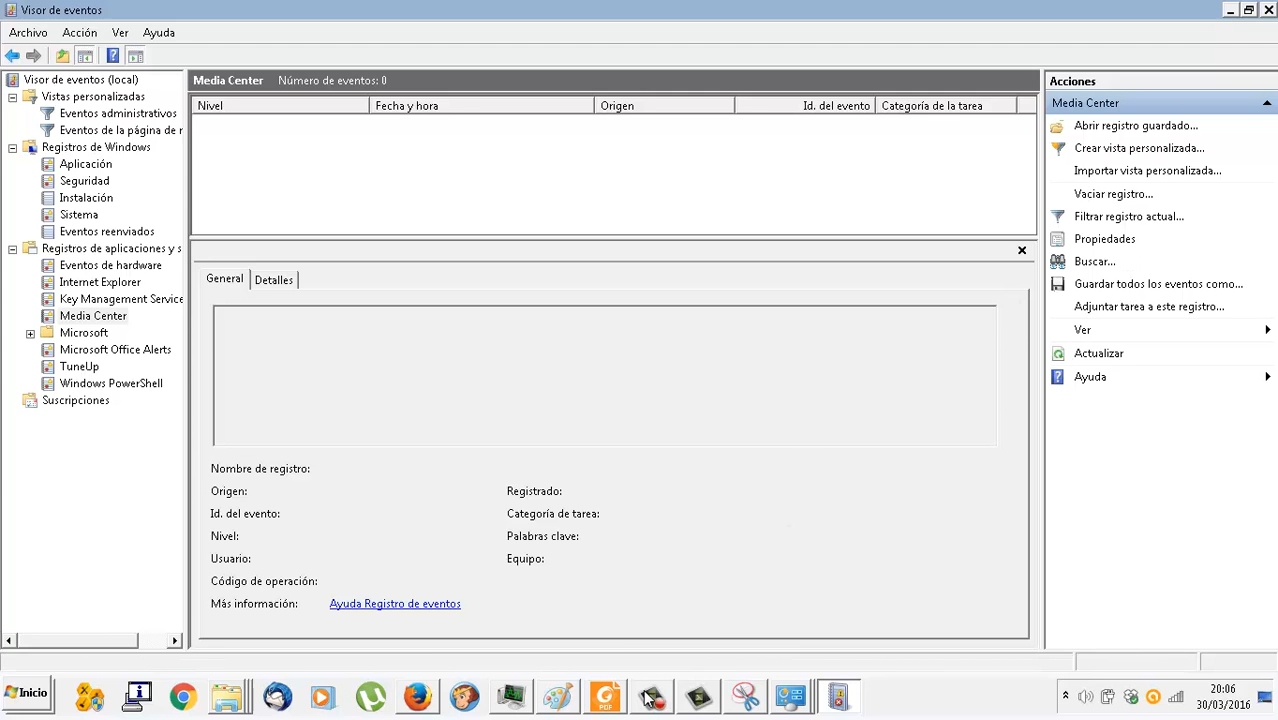 Visor de eventos
Archivo Acción Ver Ayuda
Visor de eventos (local)
Vistas personalizadas
Eventos administrativos
Eventos de la página de r
Registros de Windows
Aplicación
Seguridad
Instalación
Sistema
Eventos reenviados
Registros de aplicaciones y s
Eventos de hardware
Internet Explorer
Key Management Service
Media Center
Microsoft
Microsoft Office Alerts
TuneUp
Windows PowerShell
Suscripciones
Media Center Número de eventos: 0
Nivel Fecha y hora Origen Id. del evento Categoría de la tarea
General Detalles
Nombre de registro:
Origen: Registrado:
Id. del evento: Categoría de tarea:
Nivel: Palabras clave:
Usuario: Equipo:
Código de operación:
Más información: Ayuda Registro de eventos
Acciones
Media Center
Abrir registro guardado...
Crear vista personalizada...
Importar vista personalizada...
Vaciar registro...
Filtrar registro actual...
Propiedades
Buscar...
Guardar todos los eventos como...
Adjuntar tarea a este registro...
Ver
Actualizar
Ayuda
Inicio
PDF
20:06
30/03/2016